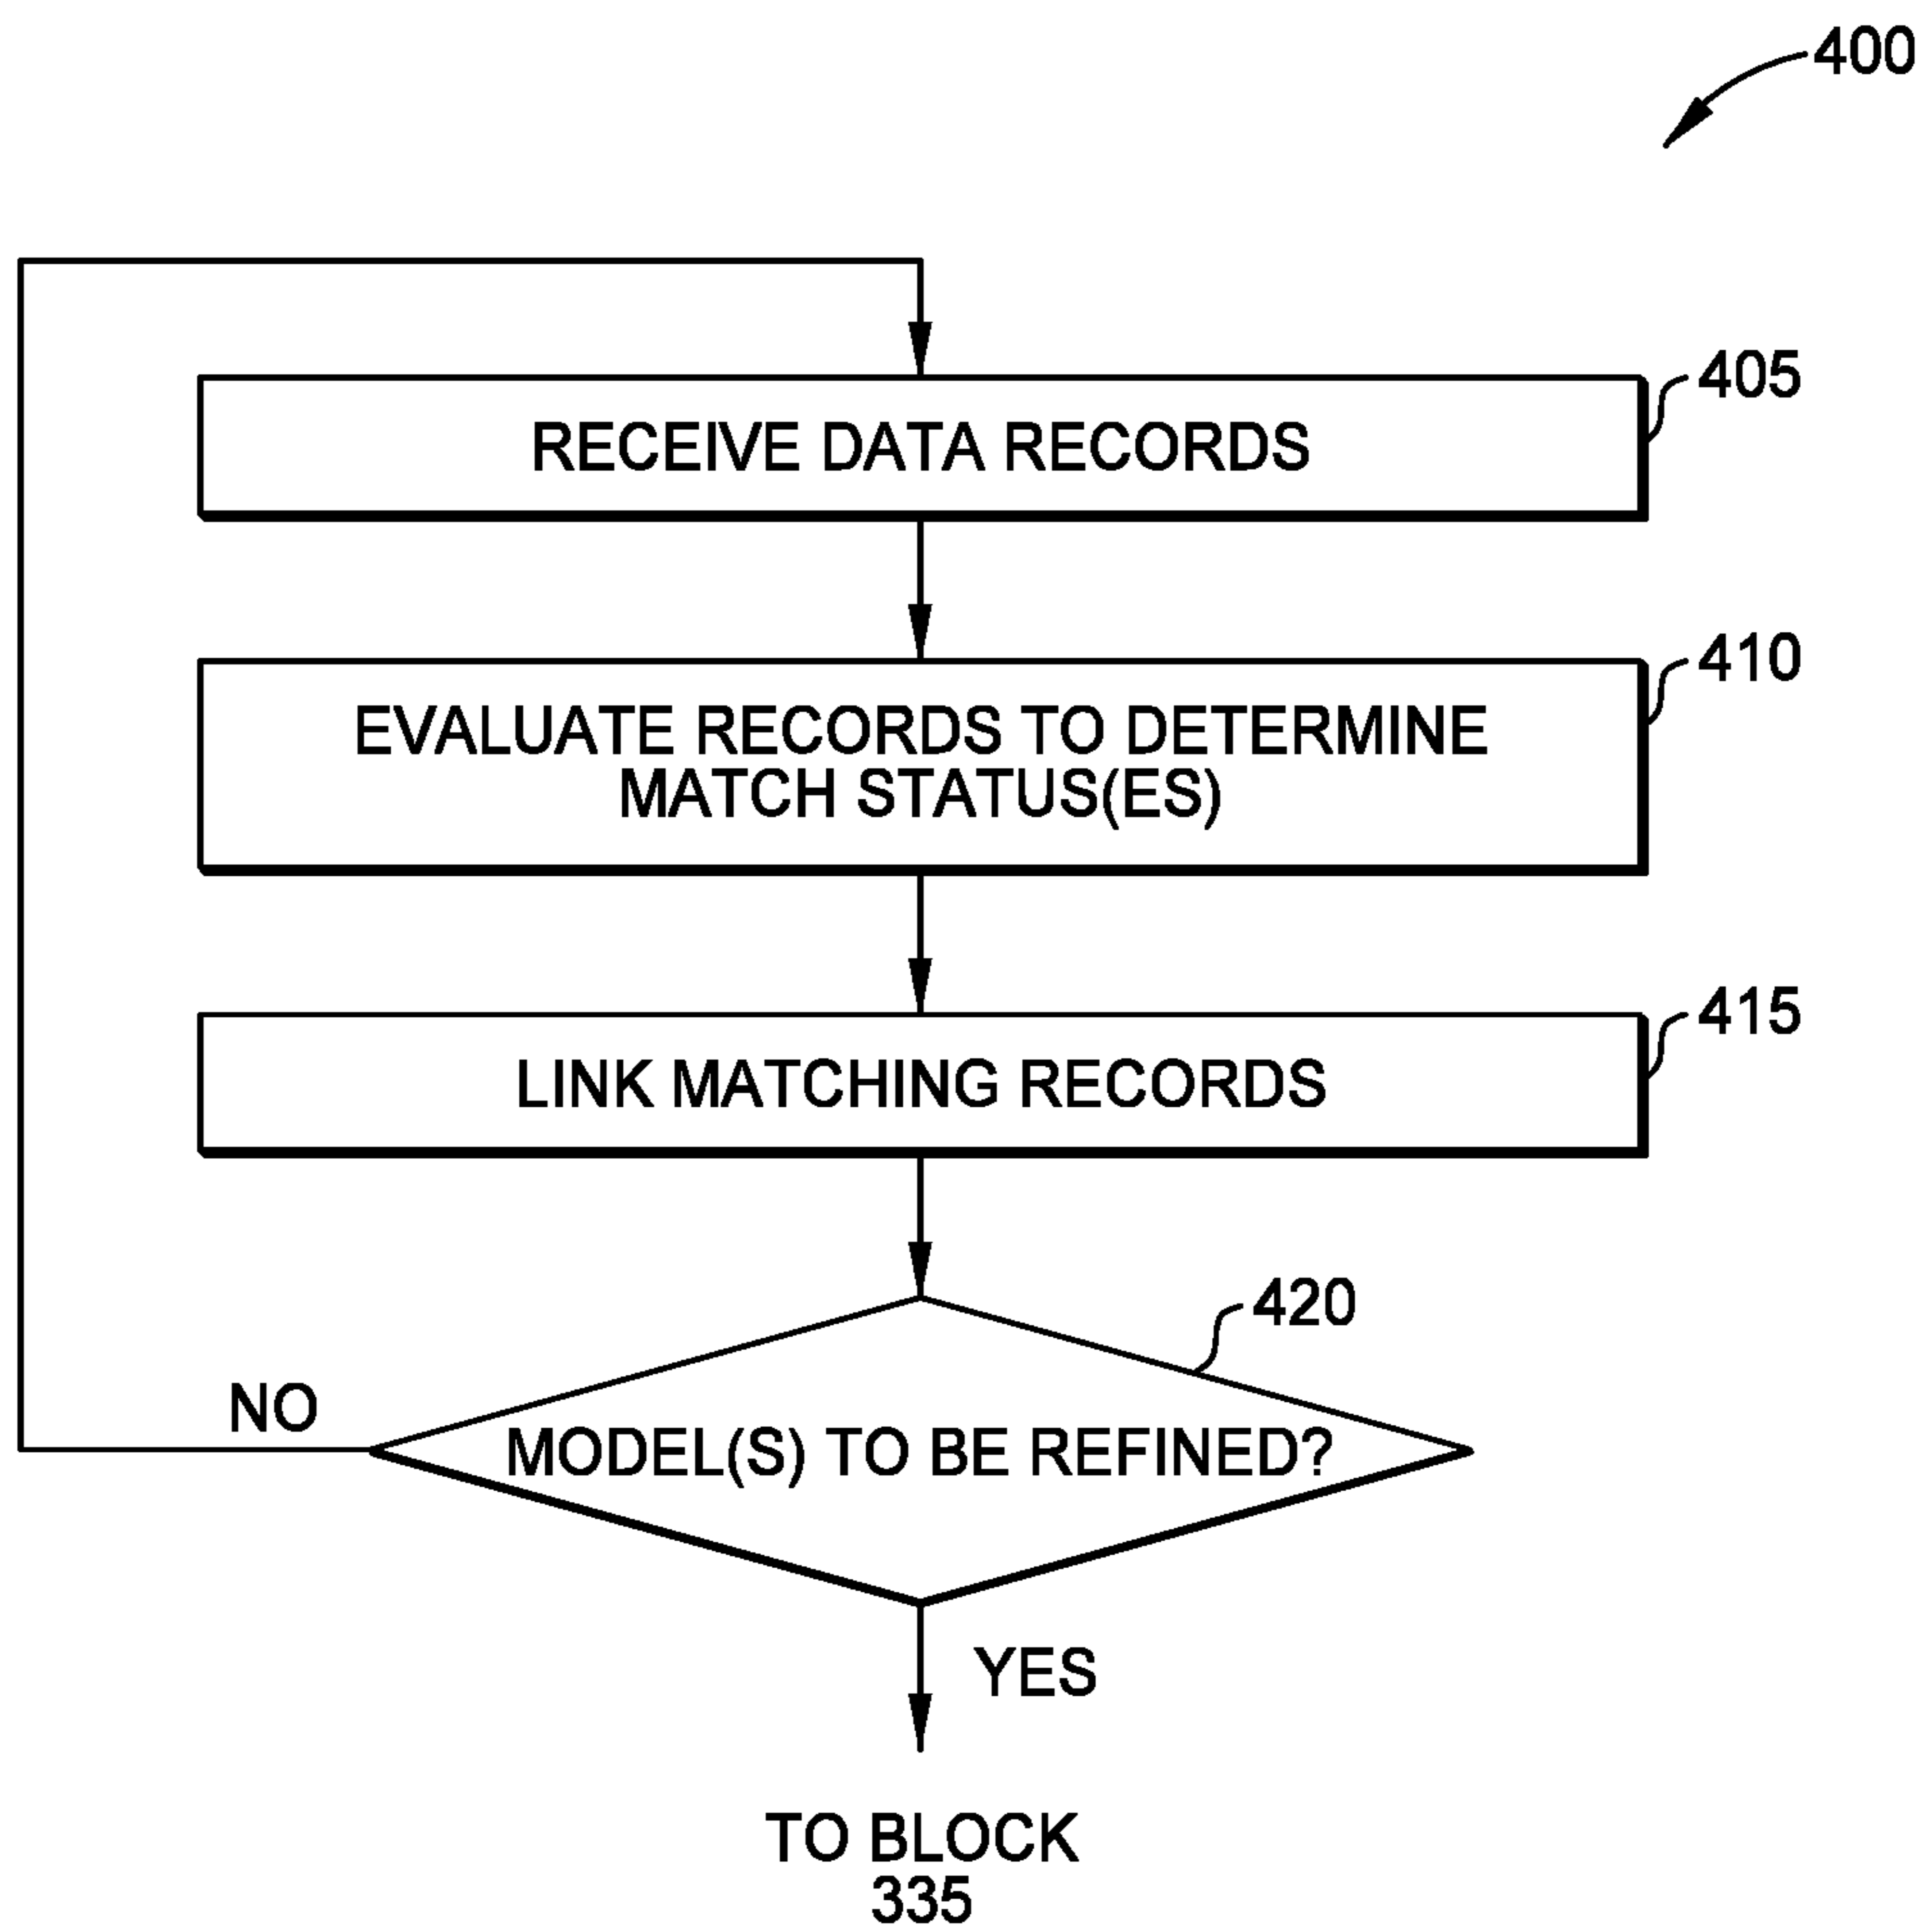 400
405
RECEIVE DATA RECORDS
410
EVALUATE RECORDS TO DETERMINE
MATCH STATUS(ES)
415
LINK MATCHING RECORDS
420
NO
MODEL(S) TO BE REFINED?
YES
TO BLOCK
335